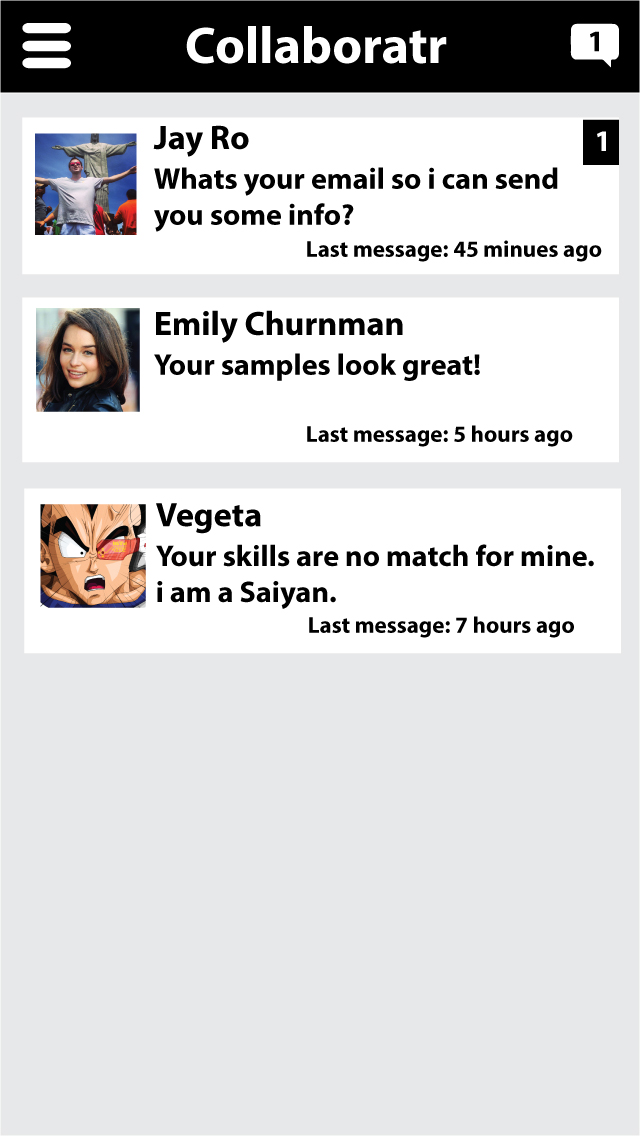 Collaboratr
1
Jay Ro
1
Whats your email so i can send
you some info?
Last message: 45 minues ago
Emily Churnman
Your samples look great!
Last message: 5 hours ago
Vegeta
Your skills are no match for mine.
i am a Saiyan.
Last message: 7 hours ago